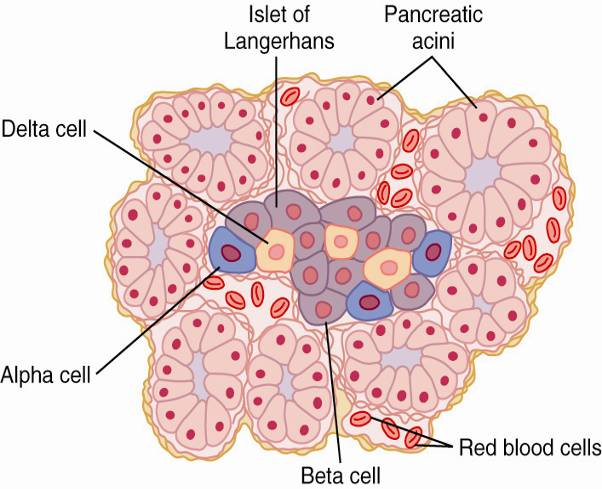 Islet of
Langerhans
Pancreatic
acini
Delta cell
Alpha cell
Red blood cells
Beta cell